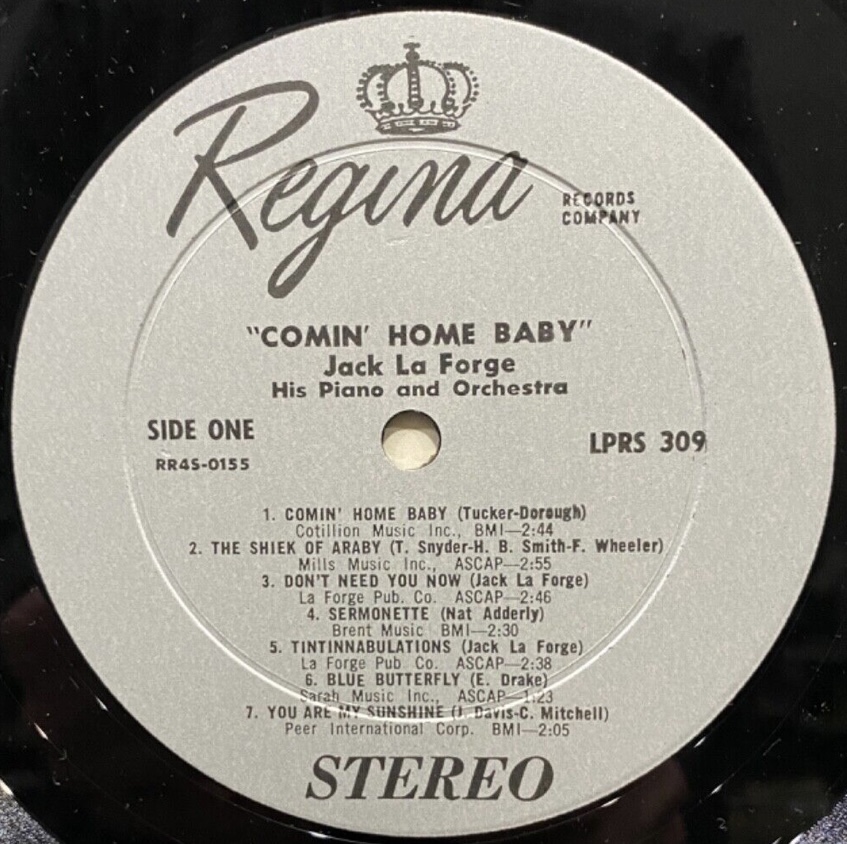 Regina
RECORDS
COMPANY
"COMIN' HOME BABY"
Jack La Forge
His Piano and Orchestra
SIDE ONE
LPRS 309
RR4S-0155
1. COMIN' HOME BABY (Tucker-Dorough)
Cotillion Music Inc., BMI—2:44
2. THE SHIEK OF ARABY (T. Snyder-H. B. Smith-F. Wheeler)
Mills Music Inc., ASCAP—2:55
3. DON'T NEED YOU NOW (Jack La Forge)
La Forge Pub. Co. ASCAP—2:46
4. SERMONETTE (Nat Adderly)
Brent Music BMI—2:30
5. TINTINNABULATIONS (Jack La Forge)
La Forge Pub. Co. ASCAP—2:38
6. BLUE BUTTERFLY (E. Drake)
Sarah Music Inc., ASCAP—1:23
7. YOU ARE MY SUNSHINE (J. Davis-C. Mitchell)
Peer International Corp. BMI—2:05
STEREO